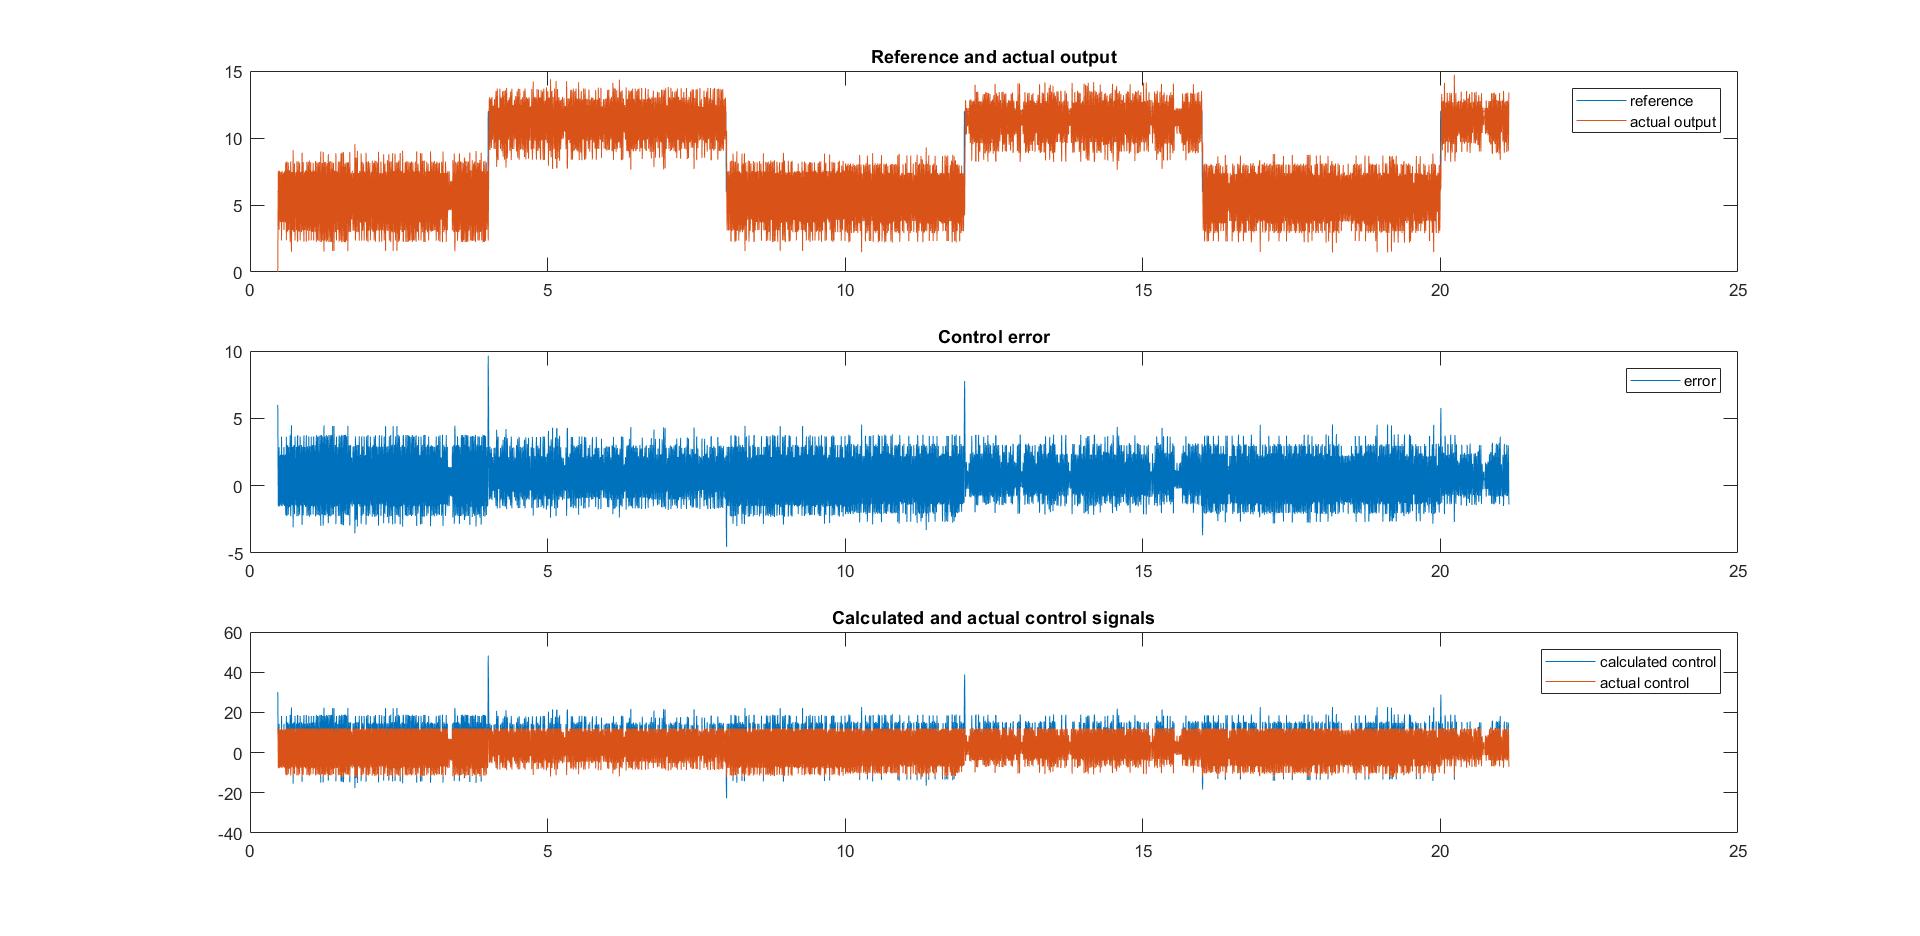 Reference and actual output
15
10
5
0
0 5 10 15 20 25
reference
actual output
Control error
10
5
0
-5
0 5 10 15 20 25
error
Calculated and actual control signals
60
40
20
0
-20
-40
0 5 10 15 20 25
calculated control
actual control